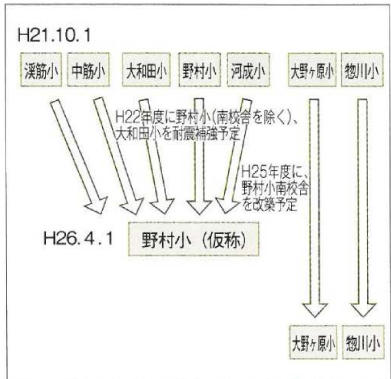 H21.10.1
渓筋小 中筋小 大和田小 野村小 河成小 大野ヶ原小 惣川小
H22年度に野村小(南校舎を除く)、
大和田小を耐震補強予定
H25年度に、
野村小南校舎
を改築予定
H26.4.1 野村小（仮称）
大野ヶ原小 惣川小